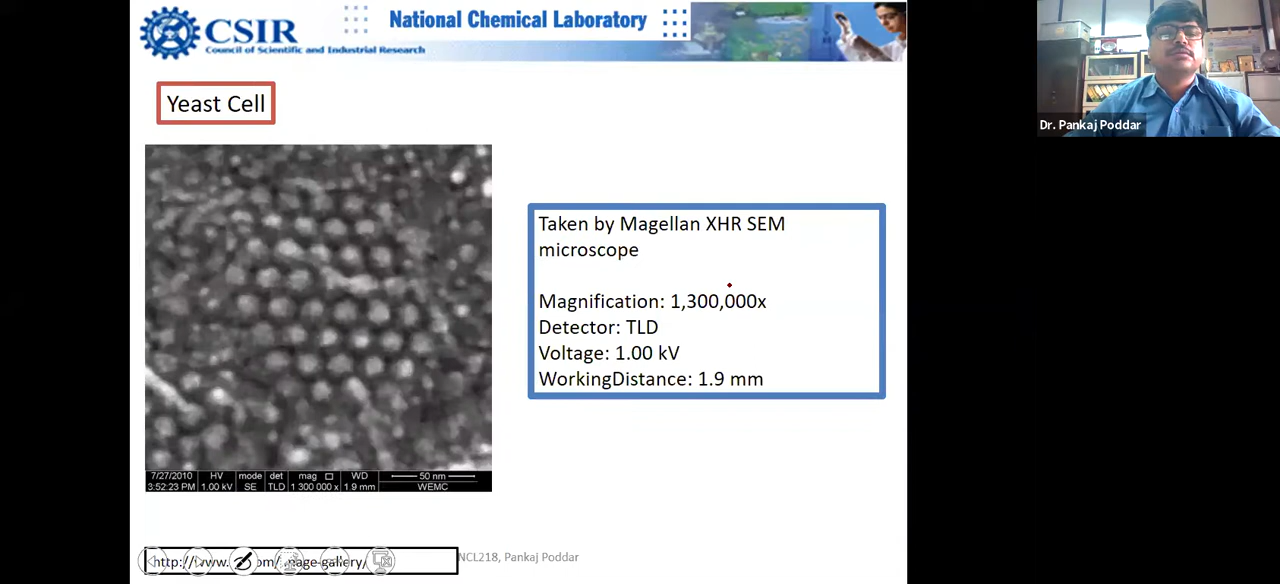 CSIR
Council of Scientific and Industrial Research
National Chemical Laboratory
Dr. Pankaj Poddar
Yeast Cell
Taken by Magellan XHR SEM
microscope
Magnification: 1,300,000x
Detector: TLD
Voltage: 1.00 kV
WorkingDistance: 1.9 mm
7/27/2010 HV mode det mag WD 50 nm
3:52:23 PM 1.00 kV SE TLD 1 300 000 x 1.9 mm WEMC
http://www.
NCL218, Pankaj Poddar